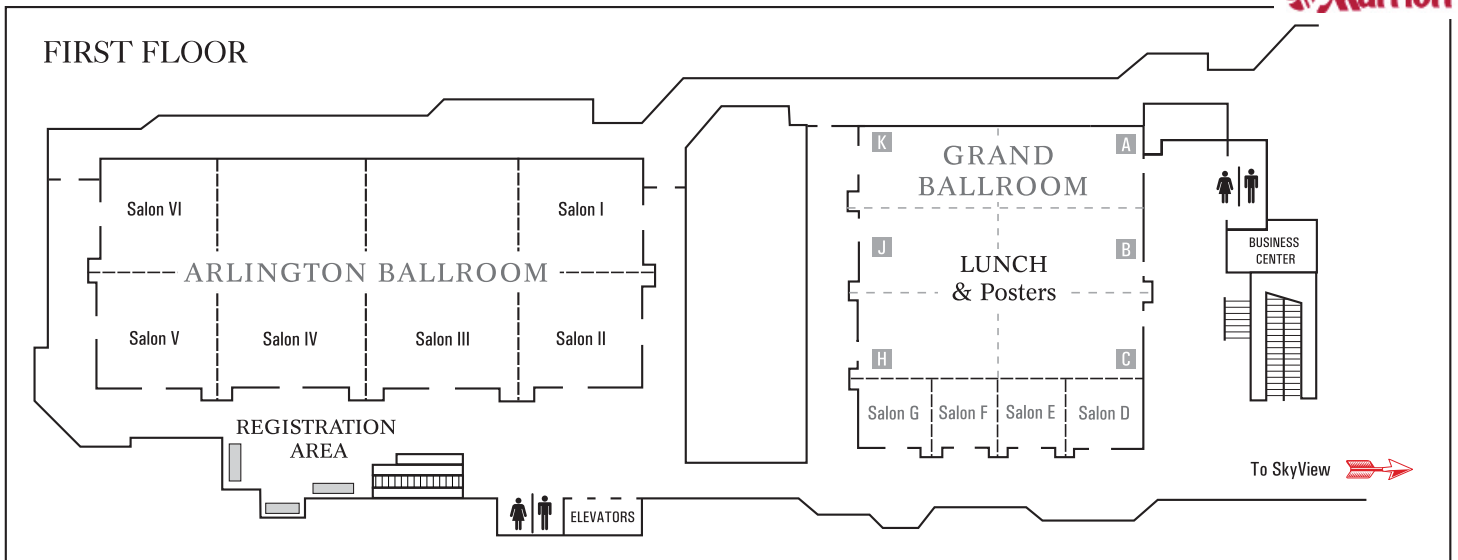 Marriott
FIRST FLOOR
K
GRAND
BALLROOM
A
Salon VI
Salon I
ARLINGTON BALLROOM
J
LUNCH
& Posters
B
BUSINESS
CENTER
Salon V
Salon IV
Salon III
Salon II
H
C
Salon G
Salon F
Salon E
Salon D
REGISTRATION
AREA
To SkyView
ELEVATORS